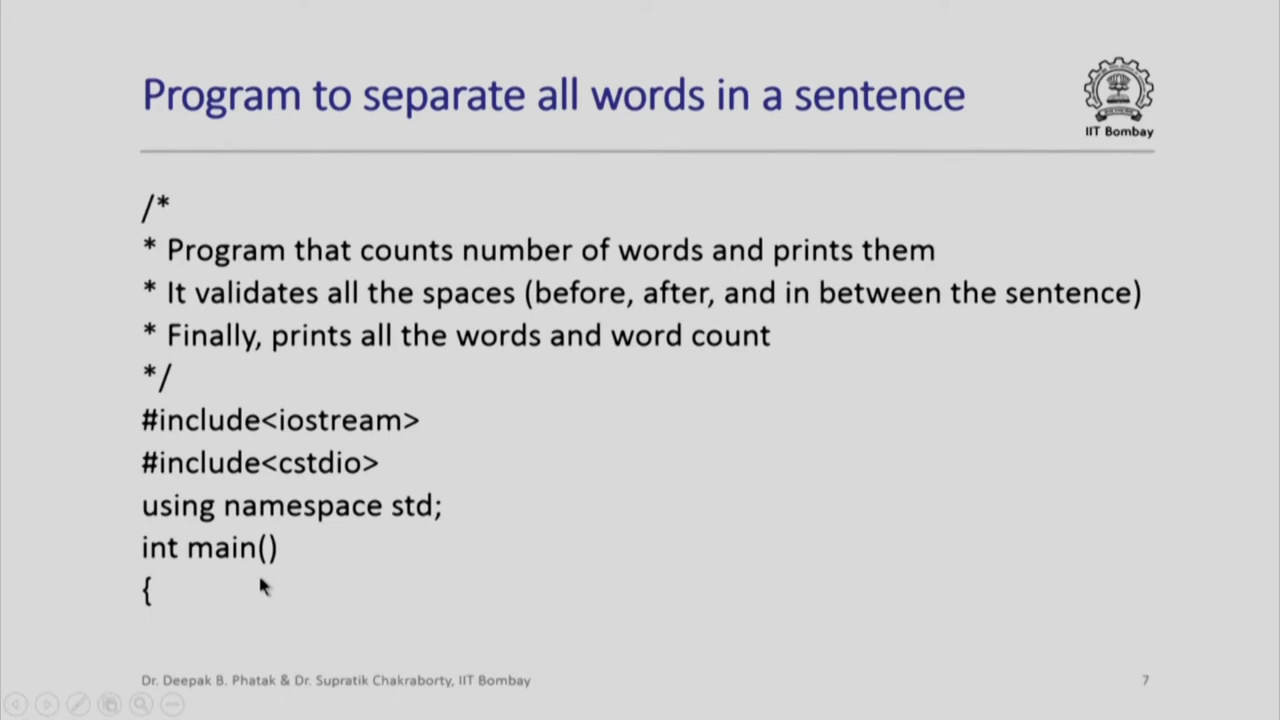 Program to separate all words in a sentence
IIT Bombay
/*
* Program that counts number of words and prints them
* It validates all the spaces (before, after, and in between the sentence)
* Finally, prints all the words and word count
*/
#include<iostream>
#include<cstdio>
using namespace std;
int main()
{
Dr. Deepak B. Phatak & Dr. Supratik Chakraborty, IIT Bombay
7